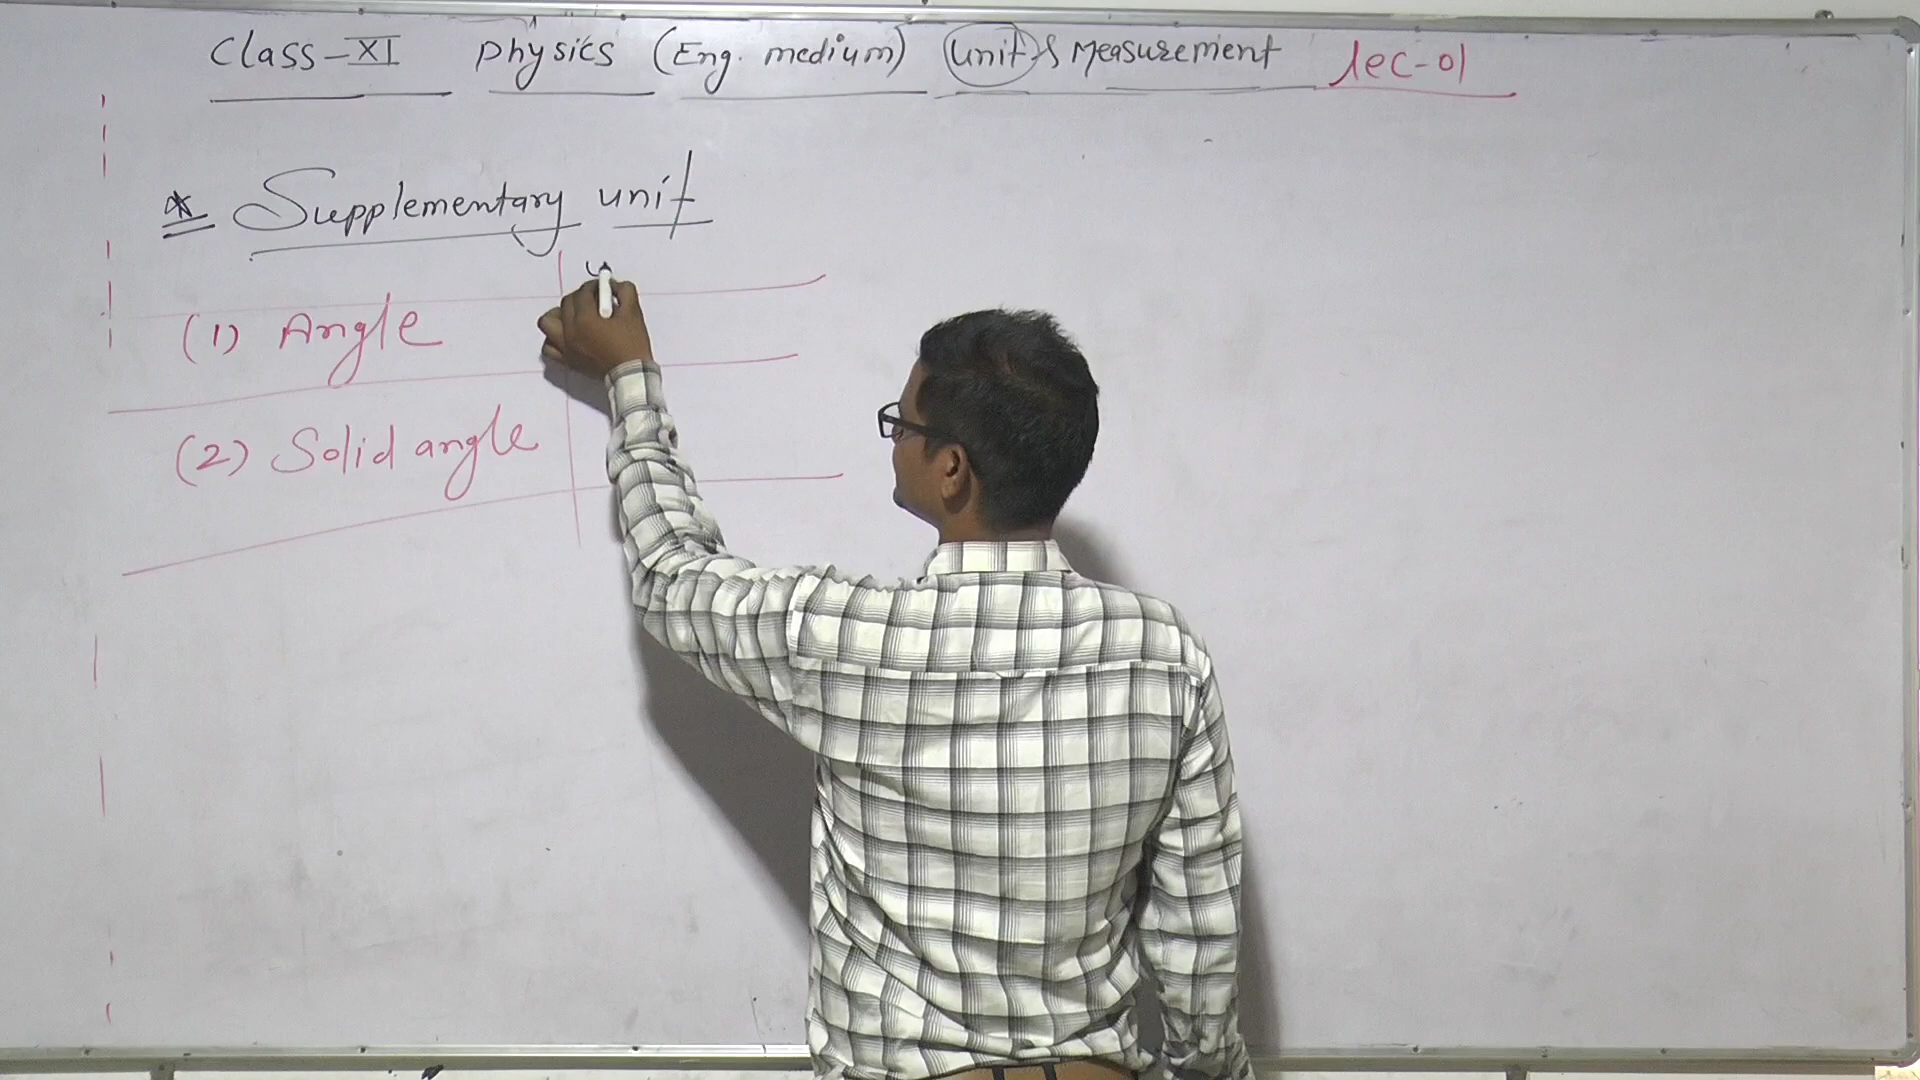 Class-XI Physics (Eng. medium) Unit & Measurement lec-01
* Supplementary unit
(1) Angle
(2) Solid angle